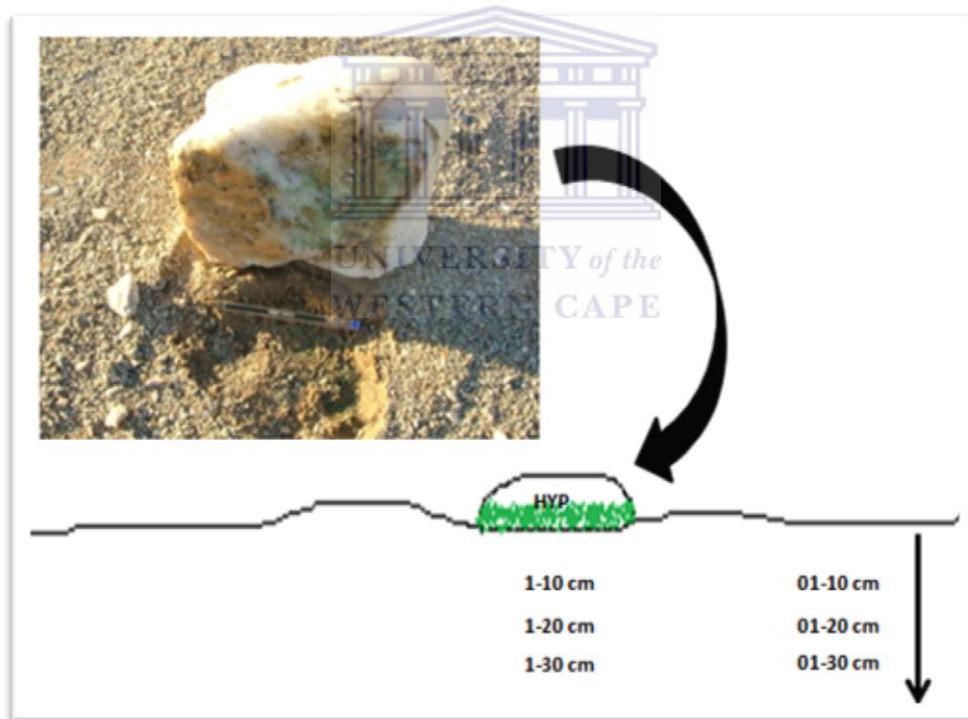 UNIVERSITY of the
WESTERN CAPE
HYP
1-10 cm 01-10 cm
1-20 cm 01-20 cm
1-30 cm 01-30 cm